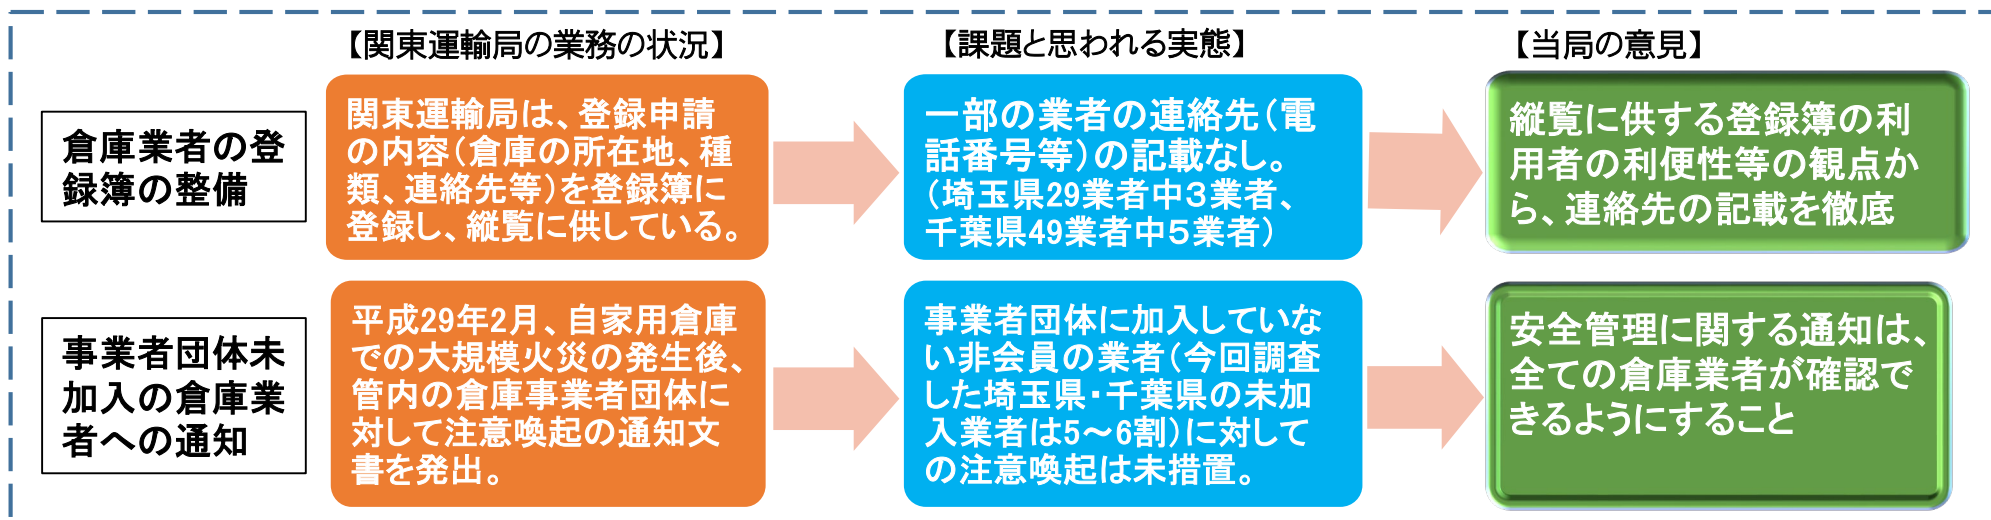 【関東運輸局の業務の状況】
【課題と思われる実態】
【当局の意見】
倉庫業者の登
録簿の整備
関東運輸局は、登録申請
の内容(倉庫の所在地、種
類、連絡先等)を登録簿に
登録し、縦覧に供している。
一部の業者の連絡先(電
話番号等)の記載なし。
(埼玉県29業者中3業者、
千葉県49業者中5業者)
縦覧に供する登録簿の利
用者の利便性等の観点か
ら、連絡先の記載を徹底
事業者団体未
加入の倉庫業
者への通知
平成29年2月、自家用倉庫
での大規模火災の発生後、
管内の倉庫事業者団体に
対して注意喚起の通知文
書を発出。
事業者団体に加入していな
い非会員の業者(今回調査
した埼玉県・千葉県の未加
入業者は5～6割)に対して
の注意喚起は未措置。
安全管理に関する通知は、
全ての倉庫業者が確認で
きるようにすること